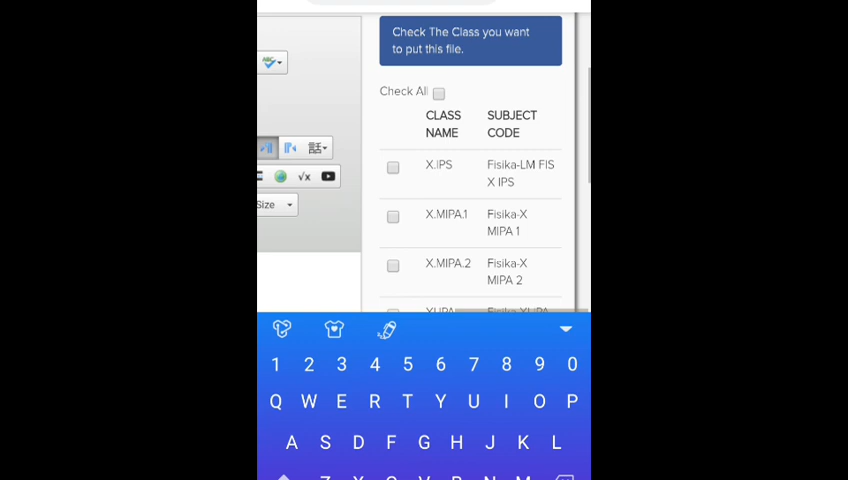 Check The Class you want
to put this file.
Check All
CLASS
NAME
SUBJECT
CODE
X.IPS
Fisika-LM FIS
X IPS
X.MIPA.1
Fisika-X
MIPA 1
X.MIPA.2
Fisika-X
MIPA 2
ABC
話
√x
Size
1 2 3 4 5 6 7 8 9 0
Q W E R T Y U I O P
A S D F G H J K L